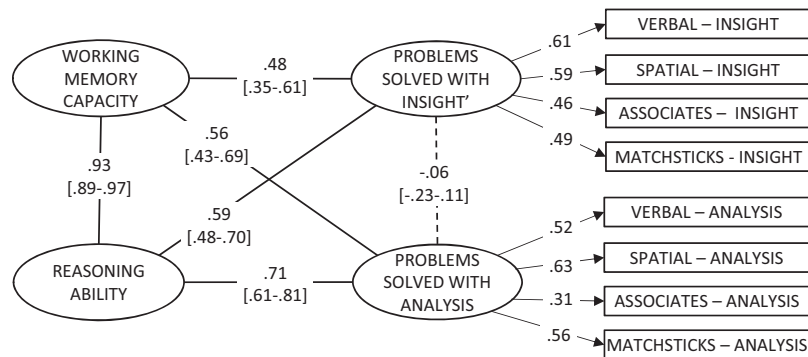 WORKING
MEMORY
CAPACITY
.48
[.35-.61]
PROBLEMS
SOLVED WITH
INSIGHT’
.61
VERBAL – INSIGHT
.59
SPATIAL – INSIGHT
.46
ASSOCIATES – INSIGHT
.49
MATCHSTICKS - INSIGHT
.56
[.43-.69]
.93
[.89-.97]
-.06
[-.23-.11]
.59
[.48-.70]
REASONING
ABILITY
.71
[.61-.81]
PROBLEMS
SOLVED WITH
ANALYSIS
.52
VERBAL – ANALYSIS
.63
SPATIAL – ANALYSIS
.31
ASSOCIATES – ANALYSIS
.56
MATCHSTICKS – ANALYSIS